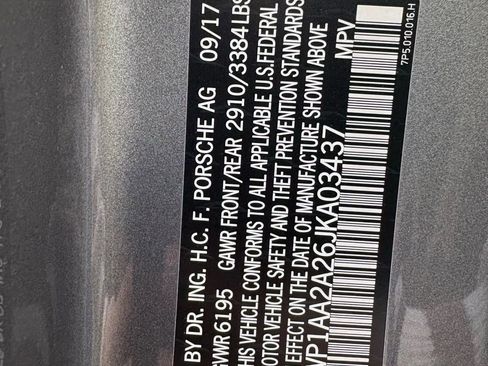 BY DR. ING. H.C. F. PORSCHE AG 09/17
GVWR 6195 GAWR FRONT/REAR 2910/3384LBS
THIS VEHICLE CONFORMS TO ALL APPLICABLE U.S. FEDERAL
MOTOR VEHICLE SAFETY AND THEFT PREVENTION STANDARDS
IN EFFECT ON THE DATE OF MANUFACTURE SHOWN ABOVE
WP1AA2A26JKA03437 MPV
7P5.010.016.H